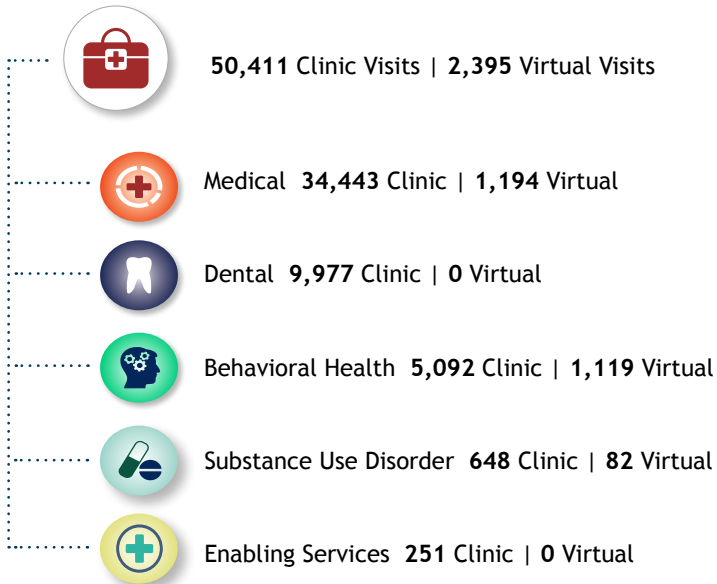 50,411 Clinic Visits | 2,395 Virtual Visits
Medical 34,443 Clinic | 1,194 Virtual
Dental 9,977 Clinic | 0 Virtual
Behavioral Health 5,092 Clinic | 1,119 Virtual
Substance Use Disorder 648 Clinic | 82 Virtual
Enabling Services 251 Clinic | 0 Virtual